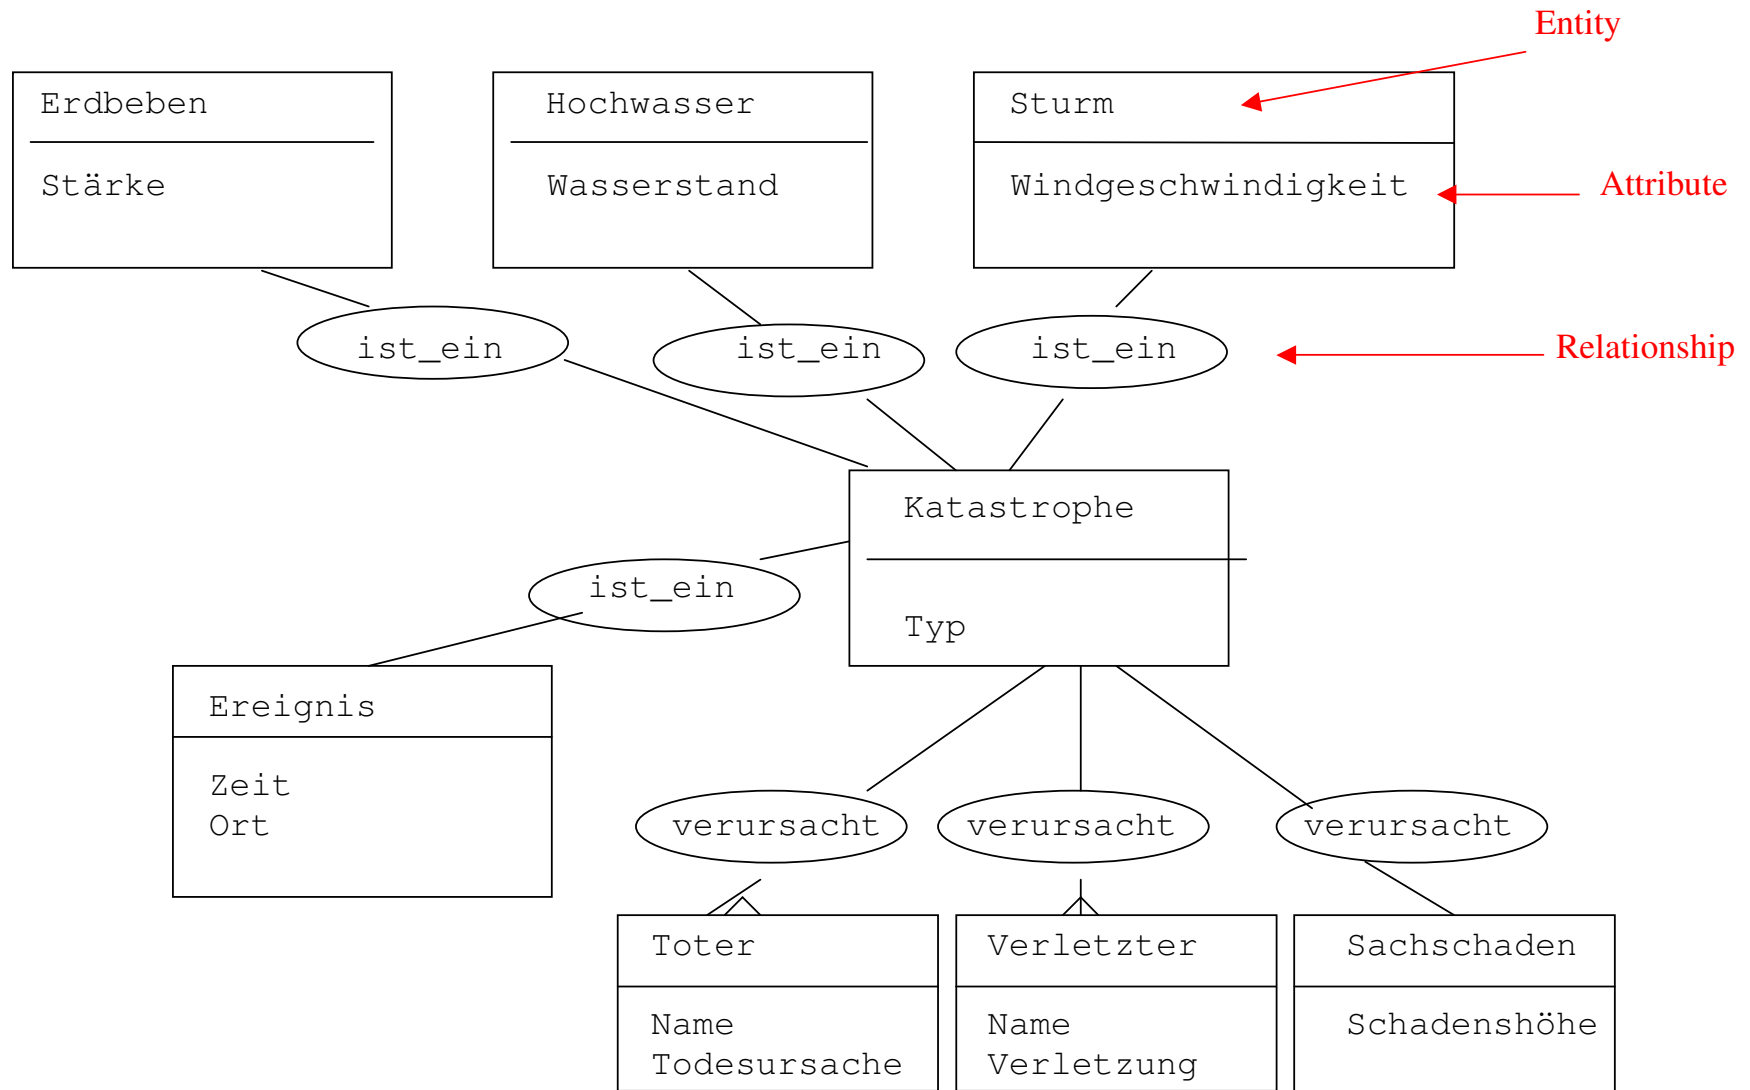 Entity
Erdbeben
Hochwasser
Sturm
Stärke
Wasserstand
Windgeschwindigkeit
Attribute
ist_ein
ist_ein
ist_ein
Relationship
Katastrophe
ist_ein
Typ
Ereignis
Zeit
Ort
verursacht
verursacht
verursacht
Toter
Verletzter
Sachschaden
Name
Name
Schadenshöhe
Todesursache
Verletzung